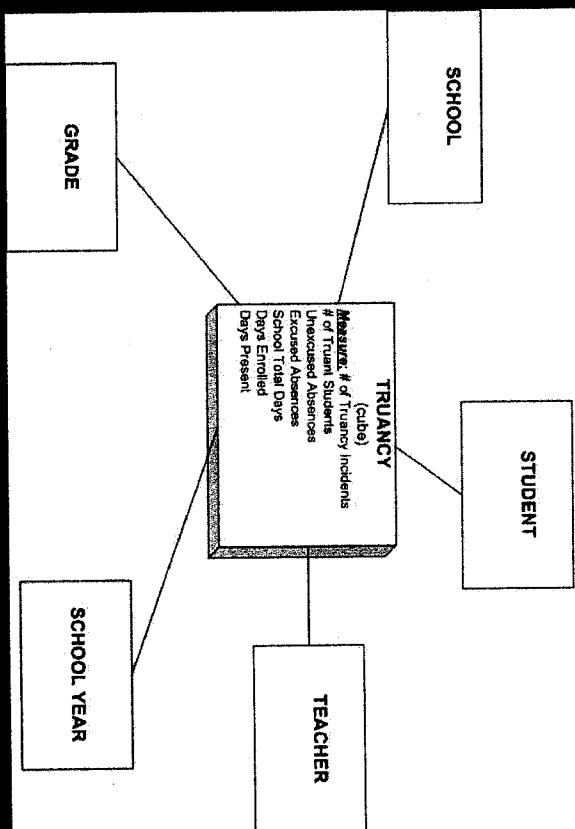 SCHOOL
STUDENT
TRUANCY
(cube)
Measure: # of Truancy Incidents
# of Truant Students
Unexcused Absences
Excused Absences
School Total Days
Days Enrolled
Days Present
GRADE
TEACHER
SCHOOL YEAR